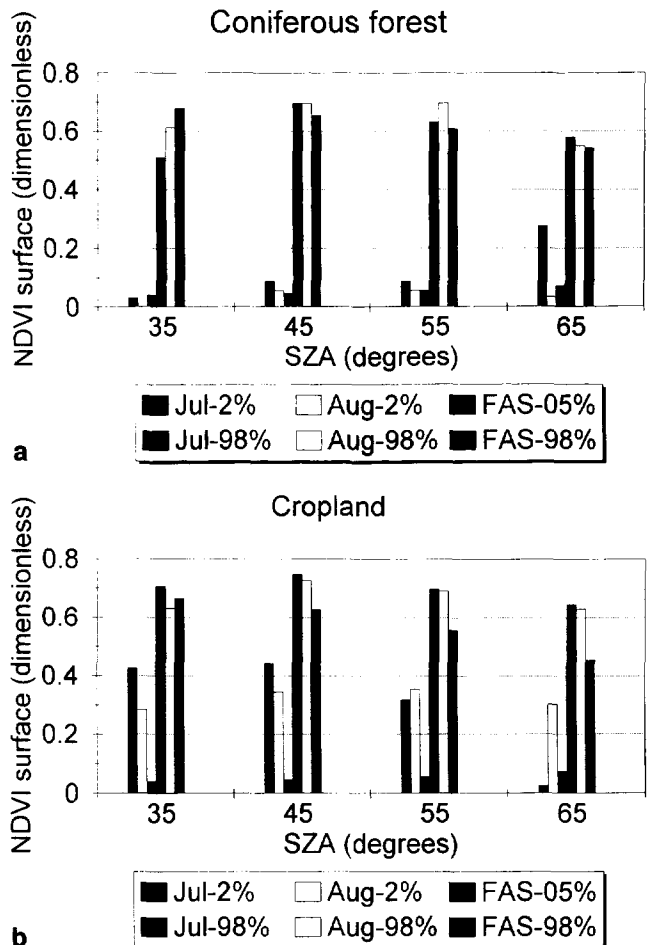 Coniferous forest
NDVI surface (dimensionless)
0.8
0.6
0.4
0.2
0
35 45 55 65
SZA (degrees)
Jul-2% Aug-2% FAS-05%
Jul-98% Aug-98% FAS-98%
a
Cropland
NDVI surface (dimensionless)
0.8
0.6
0.4
0.2
0
35 45 55 65
SZA (degrees)
Jul-2% Aug-2% FAS-05%
Jul-98% Aug-98% FAS-98%
b